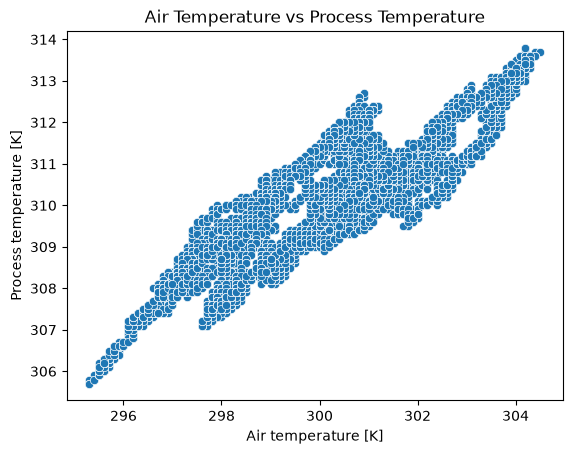 Air Temperature vs Process Temperature
314
313
312
311
310
309
308
307
306
Process temperature [K]
296 298 300 302 304
Air temperature [K]